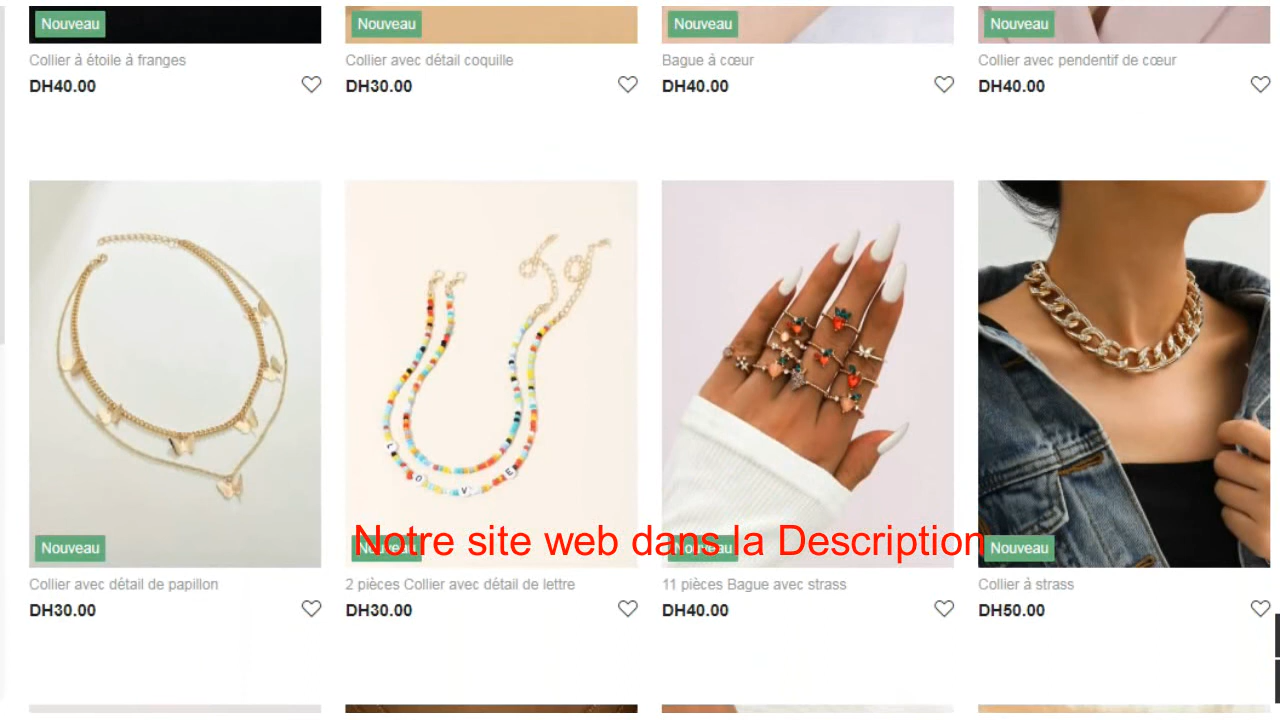 Nouveau
Nouveau
Nouveau
Nouveau
Collier à étoile à franges
Collier avec détail coquille
Bague à cœur
Collier avec pendentif de cœur
DH40.00
DH30.00
DH40.00
DH40.00
L
O
V
E
Notre site web dans la Description
Nouveau
Nouveau
Nouveau
Nouveau
Collier avec détail de papillon
2 pièces Collier avec détail de lettre
11 pièces Bague avec strass
Collier à strass
DH30.00
DH30.00
DH40.00
DH50.00